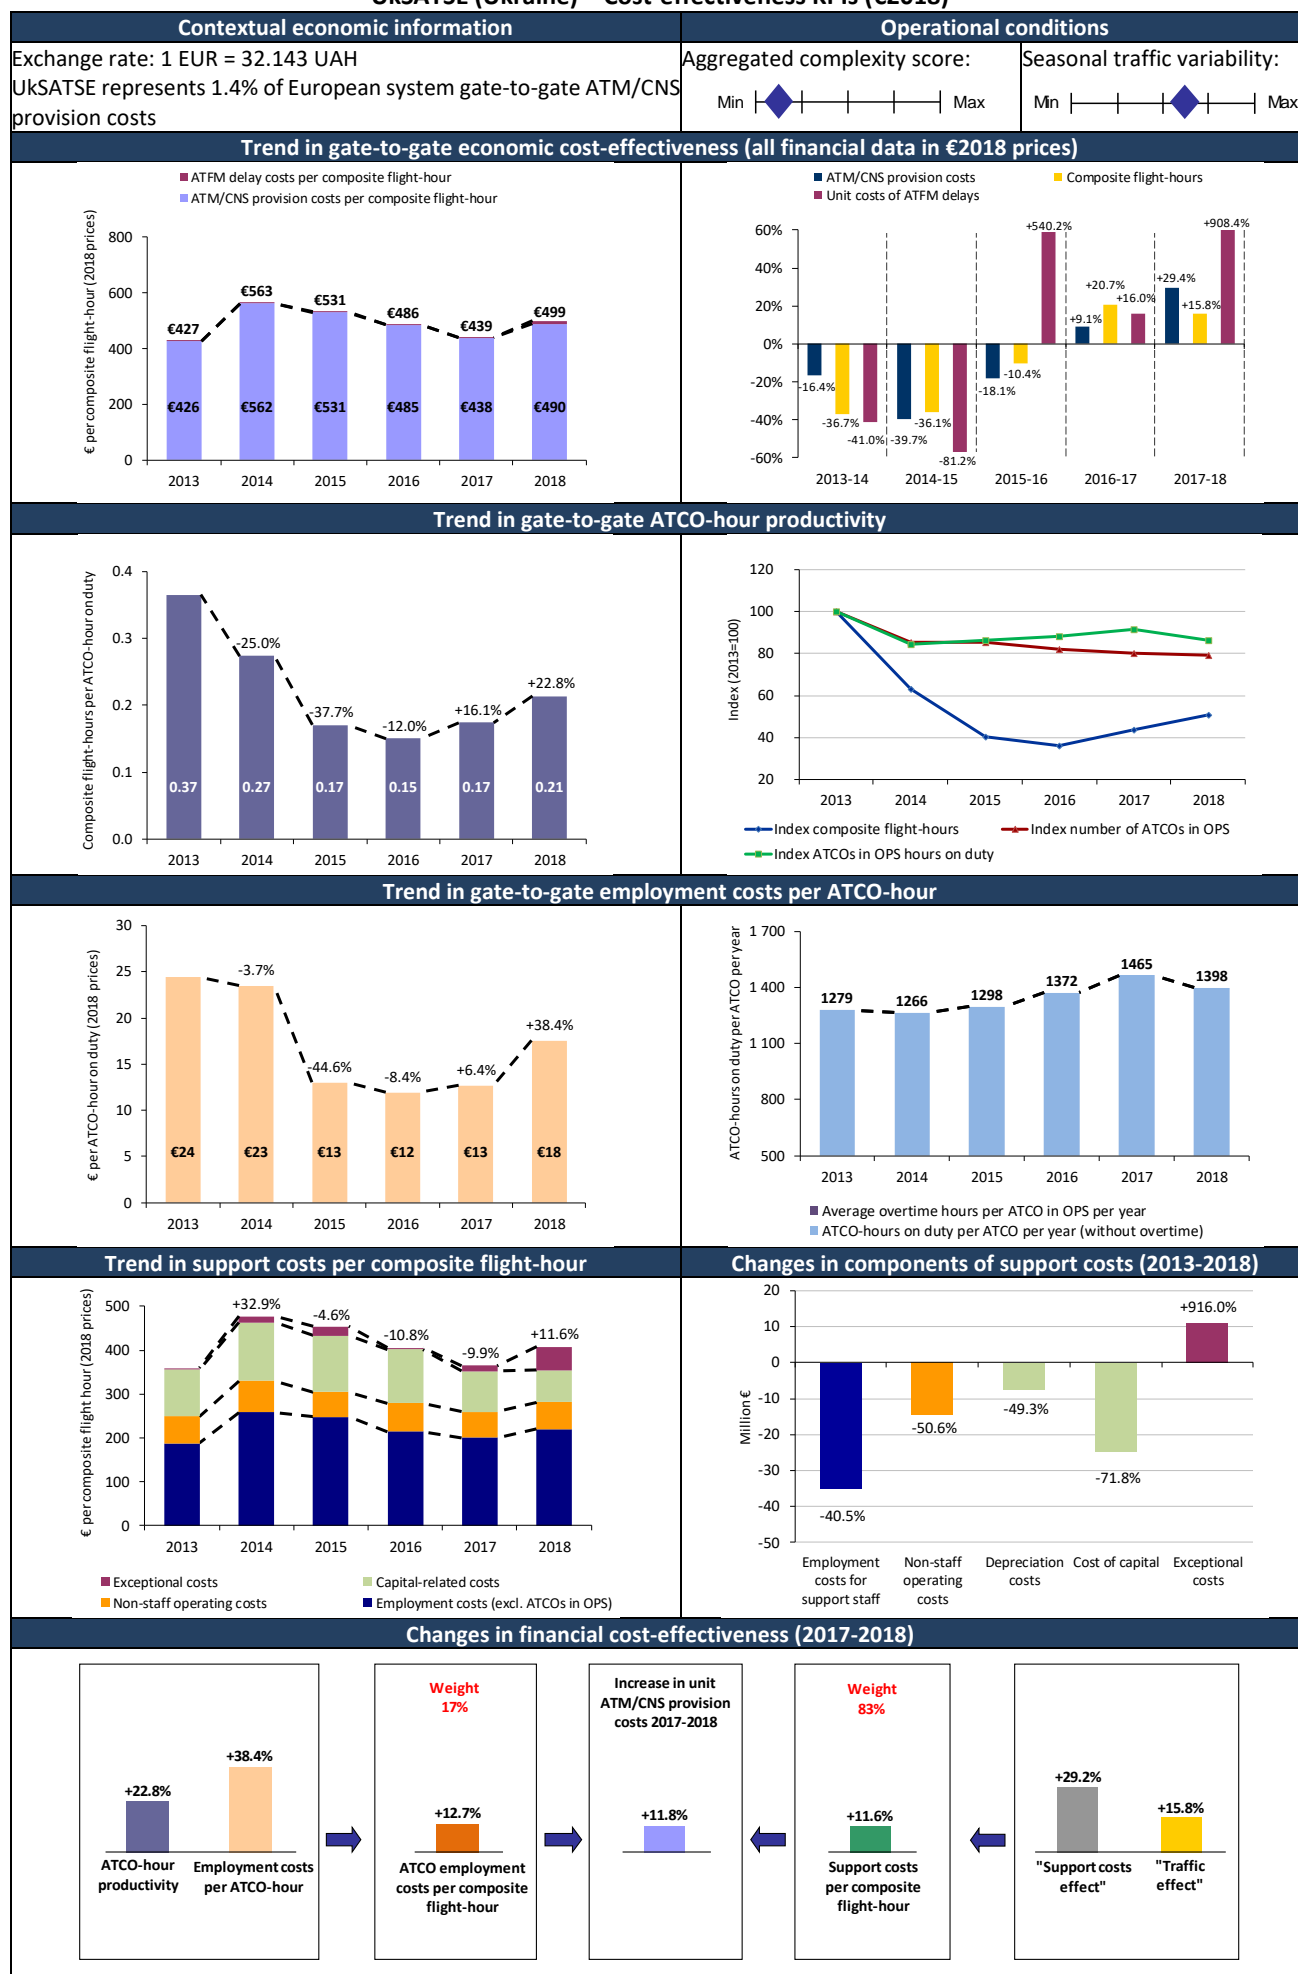 UkSATSE (Ukraine) – Cost-effectiveness KPIs (€2018)
Contextual economic information
Operational conditions
Exchange rate: 1 EUR = 32.143 UAH
UkSATSE represents 1.4% of European system gate-to-gate ATM/CNS
provision costs
Aggregated complexity score:
Min
Max
Seasonal traffic variability:
Min
Max
Trend in gate-to-gate economic cost-effectiveness (all financial data in €2018 prices)
ATFM delay costs per composite flight-hour
ATM/CNS provision costs per composite flight-hour
€ per composite flight-hour (2018 prices)
800
600
400
200
0
€427
€563
€531
€486
€439
€499
€426
€562
€531
€485
€438
€490
2013 2014 2015 2016 2017 2018
ATM/CNS provision costs
Composite flight-hours
Unit costs of ATFM delays
60%
40%
20%
0%
-20%
-40%
-60%
-16.4%
-36.7%
-41.0%
-39.7%
-36.1%
-81.2%
-18.1%
-10.4%
+540.2%
+9.1%
+20.7%
+16.0%
+29.4%
+15.8%
+908.4%
2013-14 2014-15 2015-16 2016-17 2017-18
Trend in gate-to-gate ATCO-hour productivity
Composite flight-hours per ATCO-hour on duty
0.4
0.3
0.2
0.1
0.0
-25.0%
-37.7%
-12.0%
+16.1%
+22.8%
0.37
0.27
0.17
0.15
0.17
0.21
2013 2014 2015 2016 2017 2018
Index (2013=100)
120
100
80
60
40
20
2013 2014 2015 2016 2017 2018
Index composite flight-hours
Index number of ATCOs in OPS
Index ATCOs in OPS hours on duty
Trend in gate-to-gate employment costs per ATCO-hour
€ per ATCO-hour on duty (2018 prices)
30
25
20
15
10
5
0
-3.7%
-44.6%
-8.4%
+6.4%
+38.4%
€24
€23
€13
€12
€13
€18
2013 2014 2015 2016 2017 2018
ATCO-hours on duty per ATCO per year
1 700
1 400
1 100
800
500
1279
1266
1298
1372
1465
1398
2013 2014 2015 2016 2017 2018
Average overtime hours per ATCO in OPS per year
ATCO-hours on duty per ATCO per year (without overtime)
Trend in support costs per composite flight-hour
Changes in components of support costs (2013-2018)
€ per composite flight hour (2018 prices)
500
400
300
200
100
0
+32.9%
-4.6%
-10.8%
-9.9%
+11.6%
2013 2014 2015 2016 2017 2018
Exceptional costs
Capital-related costs
Non-staff operating costs
Employment costs (excl. ATCOs in OPS)
Million €
20
10
0
-10
-20
-30
-40
-50
-40.5%
-50.6%
-49.3%
-71.8%
+916.0%
Employment
costs for
support staff
Non-staff
operating
costs
Depreciation
costs
Cost of capital
Exceptional
costs
Changes in financial cost-effectiveness (2017-2018)
+22.8%
+38.4%
ATCO-hour
productivity
Employment costs
per ATCO-hour
Weight
17%
+12.7%
ATCO employment
costs per composite
flight-hour
Increase in unit
ATM/CNS provision
costs 2017-2018
+11.8%
Weight
83%
+11.6%
Support costs
per composite
flight-hour
+29.2%
+15.8%
"Support costs
effect"
"Traffic
effect"